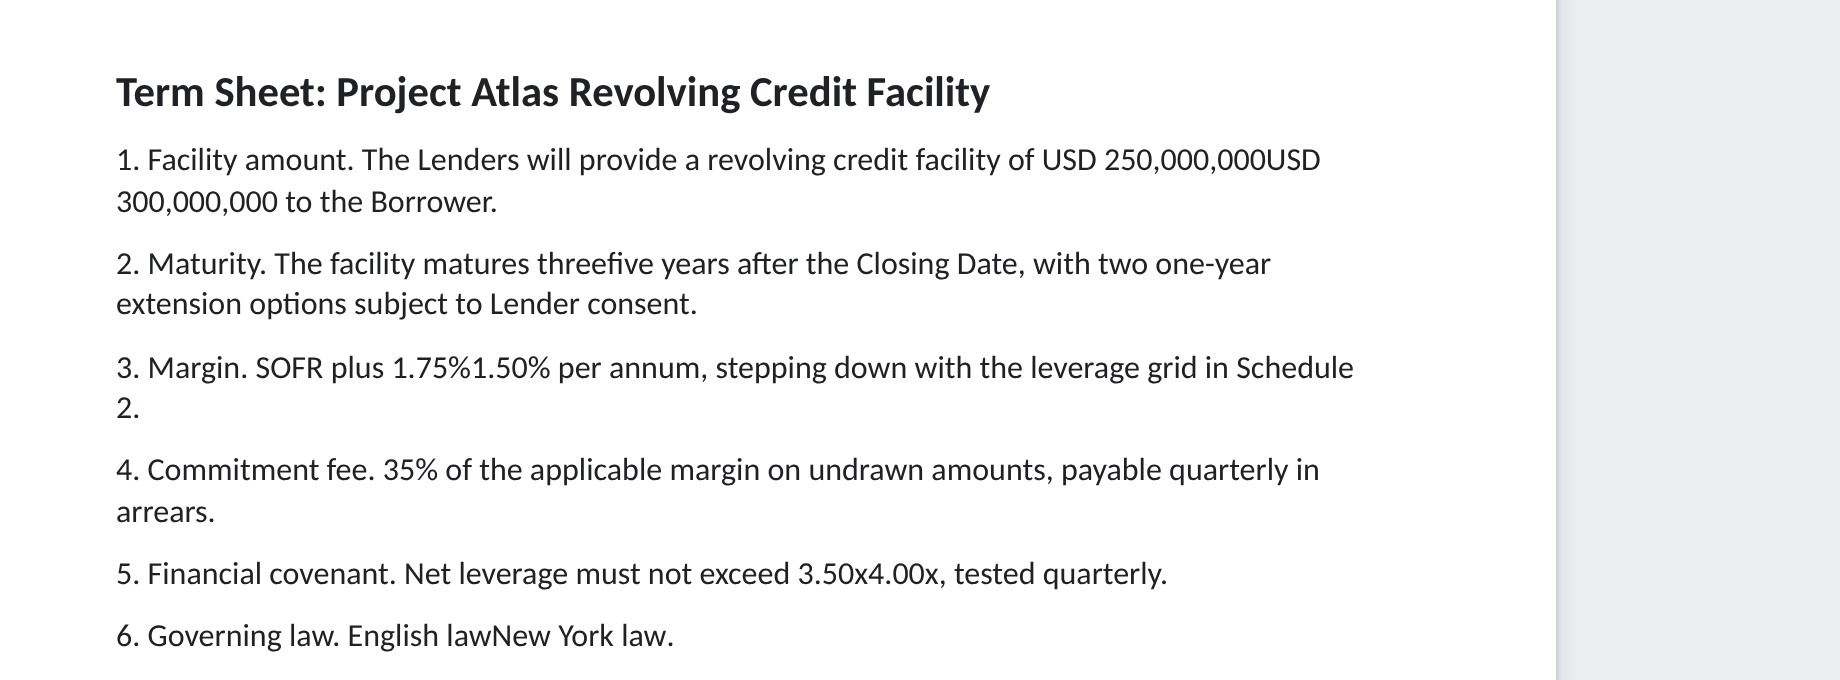 Term Sheet: Project Atlas Revolving Credit Facility
1. Facility amount. The Lenders will provide a revolving credit facility of USD 250,000,000USD
300,000,000 to the Borrower.
2. Maturity. The facility matures threefive years after the Closing Date, with two one-year
extension options subject to Lender consent.
3. Margin. SOFR plus 1.75%1.50% per annum, stepping down with the leverage grid in Schedule
2.
4. Commitment fee. 35% of the applicable margin on undrawn amounts, payable quarterly in
arrears.
5. Financial covenant. Net leverage must not exceed 3.50x4.00x, tested quarterly.
6. Governing law. English lawNew York law.